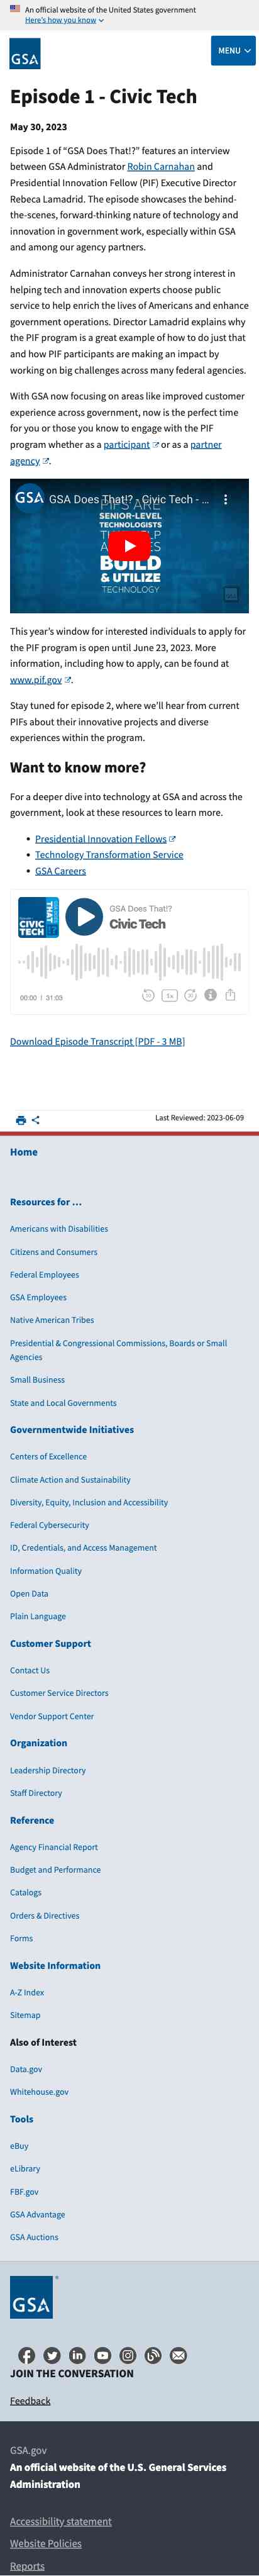 An official website of the United States government
Here's how you know
GSA
MENU
Episode 1 - Civic Tech
May 30, 2023
Episode 1 of “GSA Does That!?” features an interview
between GSA Administrator Robin Carnahan and
Presidential Innovation Fellow (PIF) Executive Director
Rebeca Lamadrid. The episode showcases the behind-
the-scenes, forward-thinking nature of technology and
innovation in government work, especially within GSA
and among our agency partners.
Administrator Carnahan conveys her strong interest in
helping tech and innovation experts choose public
service to help enrich the lives of anyone who encounters
government operations. Director Lamadrid explains why
the PIF program is a great example of how to do just that
and how PIF participants are making an impact by
working on big challenges across many federal agencies.
With GSA now focusing on areas like improved customer
experience across government, now is the perfect time
for you to you know how to engage with the PIF
program whether as a participant or as a partner
agency.
GSA
GSA Does That!? - Civic Tech - ...
PIFS ARE
SENIOR-LEVEL
TECHNOLOGISTS
BUILD
& UTILIZE
TECHNOLOGY
This year’s window for interested individuals to apply for
the PIF program is open until June 23, 2023. More
information, including how to apply, can be found at
www.pif.gov.
Stay tuned for episode 2, where we’ll hear from current
PIFs about their innovative projects and diverse
experiences within the program.
Want to know more?
For a deeper dive into technology at GSA and across the
government, look at these resources to learn more.
Presidential Innovation Fellows
Technology Transformation Service
GSA Careers
CIVIC
TECH
GSA Does That!?
Civic Tech
00:00 / 31:03
1x
Download Episode Transcript [PDF - 3 MB]
Last Reviewed: 2023-06-09
Home
Resources for …
Americans with Disabilities
Citizens and Consumers
Federal Employees
GSA Employees
Native American Tribes
Presidential & Congressional Commissions, Boards or Small
Agencies
Small Business
State and Local Governments
Governmentwide Initiatives
Centers of Excellence
Climate Action and Sustainability
Diversity, Equity, Inclusion and Accessibility
Federal Cybersecurity
ID, Credentials, and Access Management
Information Quality
Open Data
Plain Language
Customer Support
Contact Us
Customer Service Directors
Vendor Support Center
Organization
Leadership Directory
Staff Directory
Reference
Agency Financial Report
Budget and Performance
Catalogs
Orders & Directives
Forms
Website Information
A-Z Index
Sitemap
Also of Interest
Data.gov
Whitehouse.gov
Tools
eBuy
eLibrary
FBF.gov
GSA Advantage
GSA Auctions
GSA
JOIN THE CONVERSATION
Feedback
GSA.gov
An official website of the U.S. General Services
Administration
Accessibility statement
Website Policies
Reports